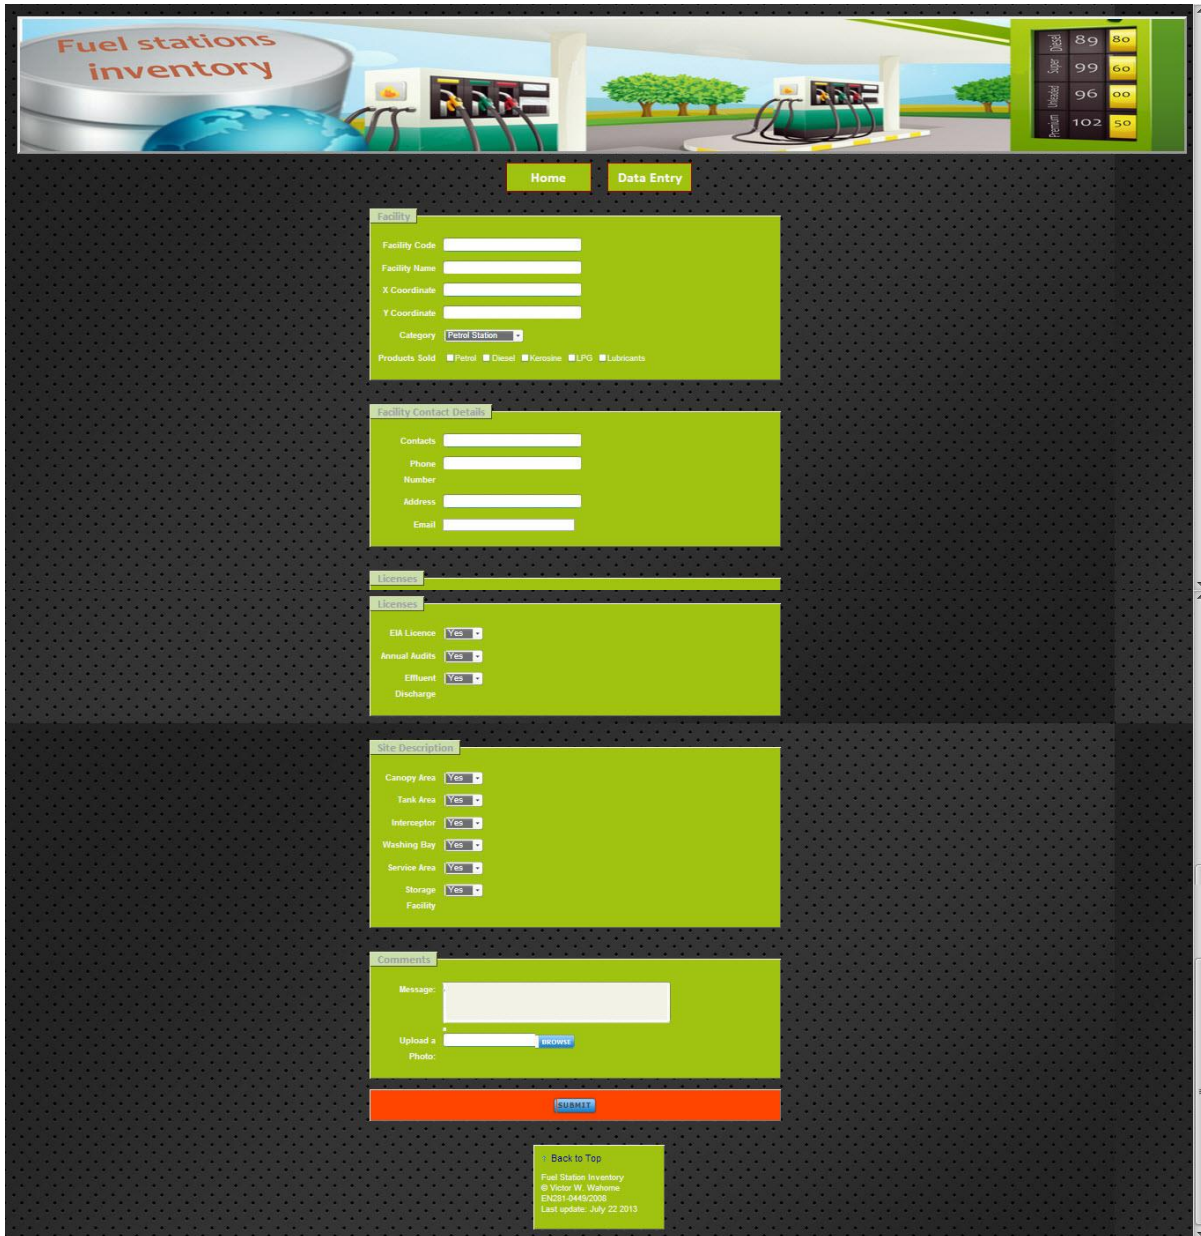 Fuel stations
inventory
Diesel 89 80
Super 99 60
Unleaded 96 00
Premium 102 50
Home Data Entry
Facility
Facility Code
Facility Name
X Coordinate
Y Coordinate
Category Petrol Station
Products Sold Petrol Diesel Kerosine LPG Lubricants
Facility Contact Details
Contacts
Phone
Number
Address
Email
Licenses
Licenses
EIA Licence Yes
Annual Audits Yes
Effluent Yes
Discharge
Site Description
Canopy Area Yes
Tank Area Yes
Interceptor Yes
Washing Bay Yes
Service Area Yes
Storage Yes
Facility
Comments
Message:
Upload a BROWSE
Photo:
SUBMIT
↑ Back to Top
Fuel Station Inventory
© Victor W. Wahome
EN281-0449/2008
Last update: July 22 2013